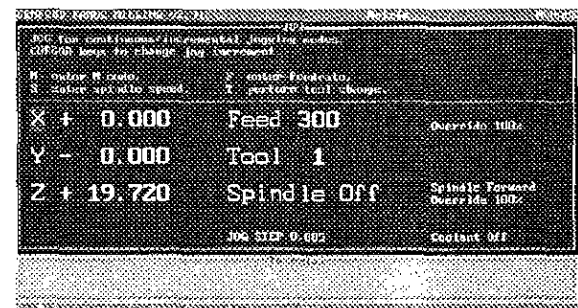 JOG
JOG for continuous/incremental jogging modes.
CURSOR keys to change jog increment
M enter M code. F enter feedrate.
S enter spindle speed. T perform tool change.
X + 0.000 Feed 300 Override 100%
Y - 0.000 Tool 1
Z + 19.720 Spindle Off Spindle Forward
Override 100%
JOG STEP 0.005 Coolant Off